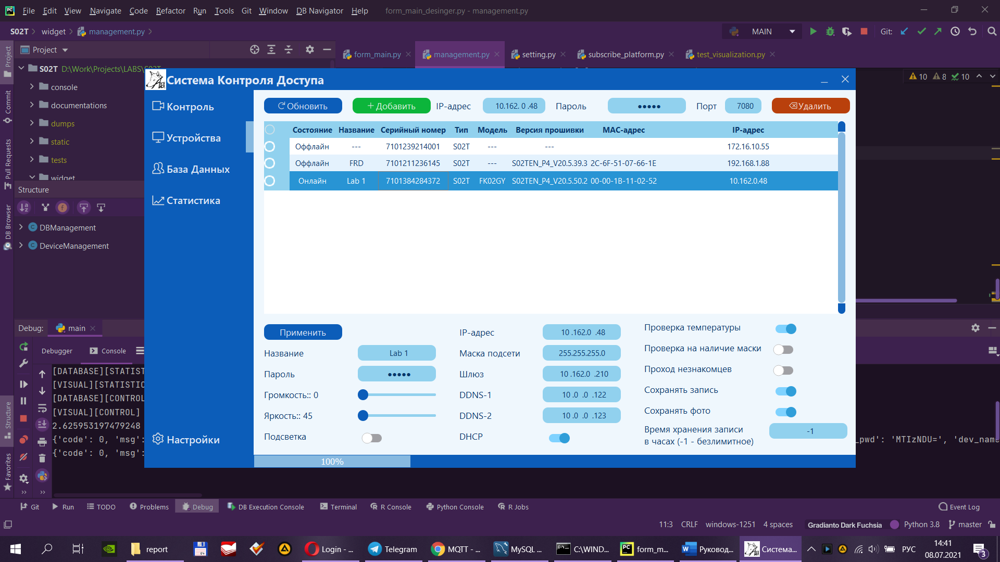 File Edit View Navigate Code Refactor Run Tools Git Window DB Navigator Help form_main_desinger.py - management.py
S02T widget management.py MAIN Git:
Project form_main.py management.py setting.py subscribe_platform.py test_visualization.py
S02T D:\Work\Projects\LABS\S02T
console
documentations
dumps
static
tests
widget
10 8 10
Project
Commit
Pull Requests
DB Browser
Structure
Favorites
Structure
DBManagement
DeviceManagement
Система Контроля Доступа
Контроль
Устройства
База Данных
Статистика
Настройки
Обновить Добавить IP-адрес 10.162. 0 .48 Пароль ●●●●● Порт 7080 Удалить
Состояние Название Серийный номер Тип Модель Версия прошивки MAC-адрес IP-адрес
Оффлайн --- 7101239214001 S02T --- --- 172.16.10.55
Оффлайн FRD 7101211236145 S02T --- S02TEN_P4_V20.5.39.3 2C-6F-51-07-66-1E 192.168.1.88
Онлайн Lab 1 7101384284372 S02T FK02GY S02TEN_P4_V20.5.50.2 00-00-1B-11-02-52 10.162.0.48
Применить IP-адрес 10 .162.0 .48 Проверка температуры
Название Lab 1 Маска подсети 255.255.255.0 Проверка на наличие маски
Пароль ●●●●● Шлюз 10 .162.0 .210 Проход незнакомцев
Громкость:: 0 DDNS-1 10 .0 .0 .122 Сохранять запись
Яркость:: 45 DDNS-2 10 .0 .0 .123 Сохранять фото
Подсветка DHCP Время хранения записи
в часах (-1 - безлимитное) -1
100%
Debug: main
Debugger Console
[DATABASE][STATIST
[VISUAL][STATISTIC
[DATABASE][CONTROL
[VISUAL][CONTROL]
2.625953197479248
{'code': 0, 'msg': _pwd': 'MTIzNDU=', 'dev_name
{'code': 0, 'msg':
Git Run TODO Problems Debug DB Execution Console Terminal R Console Python Console R Jobs Event Log
11:3 CRLF windows-1251 4 spaces Gradianto Dark Fuchsia Python 3.8 master
report Login - ... Telegram MQTT - ... MySQL ... C:\WIND... form_m... Руковод... Система... РУС 14:41
08.07.2021 3